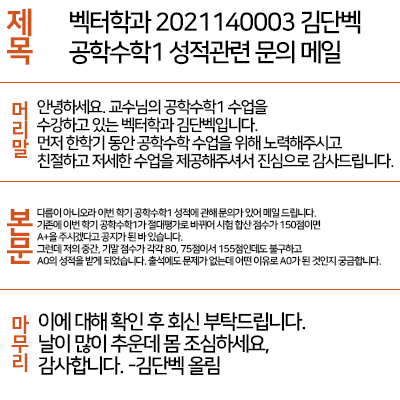 제목
벡터학과 2021140003 김단벡
공학수학1 성적관련 문의 메일
머리말
안녕하세요. 교수님의 공학수학1 수업을
수강하고 있는 벡터학과 김단벡입니다.
먼저 한학기 동안 공학수학 수업을 위해 노력해주시고
친절하고 저세한 수업을 제공해주셔서 진심으로 감사드립니다.
본문
다름이 아니오라 이번 학기 공학수학1 성적에 관해 문의가 있어 메일 드립니다.
기존에 이번 학기 공학수학1가 절대평가로 바뀌어 시험 합산 점수가 150점이면
A+을 주시겠다고 공지가 된 바 있습니다.
그런데 저의 중간, 기말 점수가 각각 80, 75점이서 155점인데도 불구하고
A0의 성적을 받게 되었습니다. 출석에도 문제가 없는데 어떤 이유로 A0가 된 것인지 궁금합니다.
마무리
이에 대해 확인 후 회신 부탁드립니다.
날이 많이 추운데 몸 조심하세요,
감사합니다. -김단벡 올림